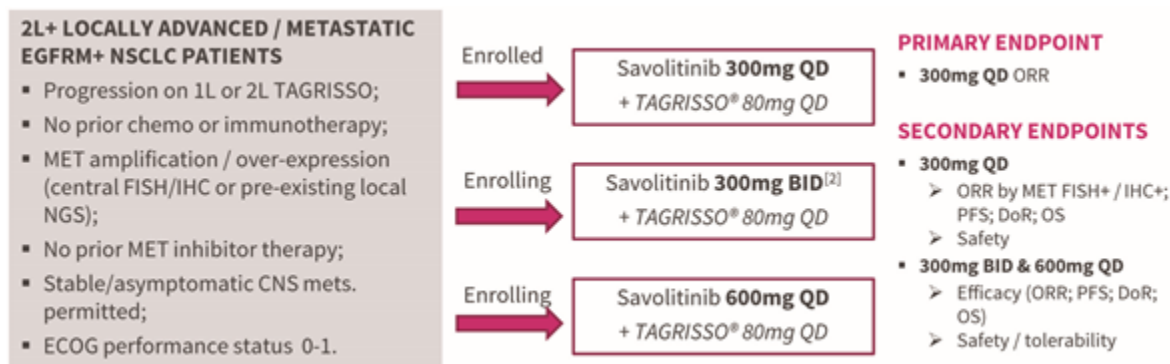 2L+ LOCALLY ADVANCED / METASTATIC
EGFRM+ NSCLC PATIENTS
▪ Progression on 1L or 2L TAGRISSO;
▪ No prior chemo or immunotherapy;
▪ MET amplification / over-expression
(central FISH/IHC or pre-existing local
NGS);
▪ No prior MET inhibitor therapy;
▪ Stable/asymptomatic CNS mets.
permitted;
▪ ECOG performance status 0-1.
Enrolled
Savolitinib 300mg QD
+ TAGRISSO® 80mg QD
Enrolling
Savolitinib 300mg BID[2]
+ TAGRISSO® 80mg QD
Enrolling
Savolitinib 600mg QD
+ TAGRISSO® 80mg QD
PRIMARY ENDPOINT
▪ 300mg QD ORR
SECONDARY ENDPOINTS
▪ 300mg QD
➢ ORR by MET FISH+ / IHC+;
PFS; DoR; OS
➢ Safety
▪ 300mg BID & 600mg QD
➢ Efficacy (ORR; PFS; DoR;
OS)
➢ Safety / tolerability